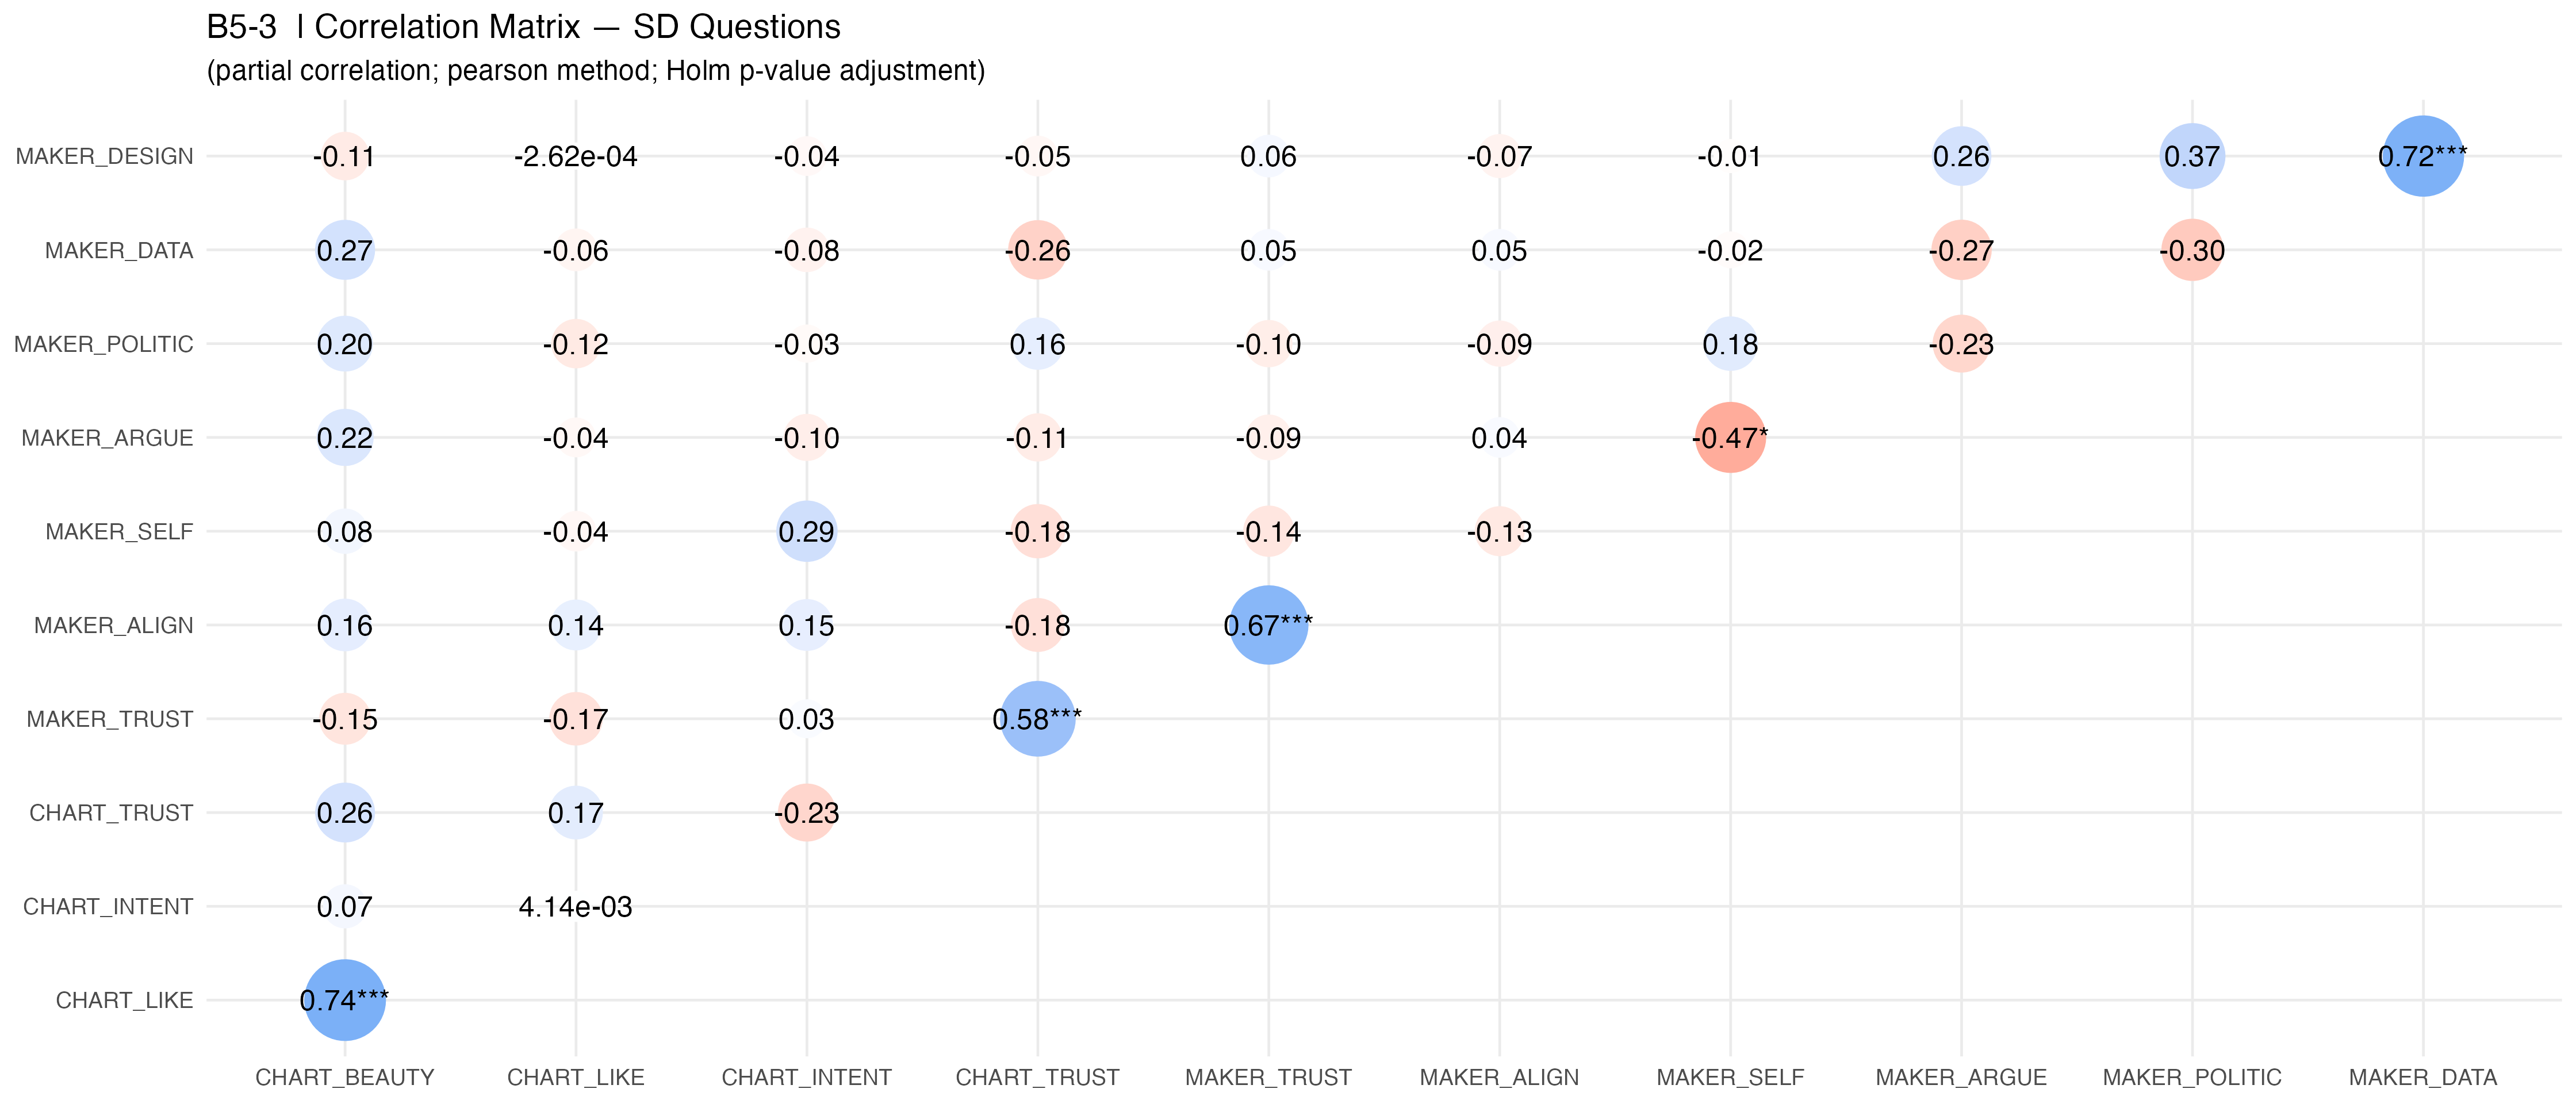 B5-3 | Correlation Matrix — SD Questions
(partial correlation; pearson method; Holm p-value adjustment)
MAKER_DESIGN -0.11 -2.62e-04 -0.04 -0.05 0.06 -0.07 -0.01 0.26 0.37 0.72***
MAKER_DATA 0.27 -0.06 -0.08 -0.26 0.05 0.05 -0.02 -0.27 -0.30
MAKER_POLITIC 0.20 -0.12 -0.03 0.16 -0.10 -0.09 0.18 -0.23
MAKER_ARGUE 0.22 -0.04 -0.10 -0.11 -0.09 0.04 -0.47*
MAKER_SELF 0.08 -0.04 0.29 -0.18 -0.14 -0.13
MAKER_ALIGN 0.16 0.14 0.15 -0.18 0.67***
MAKER_TRUST -0.15 -0.17 0.03 0.58***
CHART_TRUST 0.26 0.17 -0.23
CHART_INTENT 0.07 4.14e-03
CHART_LIKE 0.74***
CHART_BEAUTY CHART_LIKE CHART_INTENT CHART_TRUST MAKER_TRUST MAKER_ALIGN MAKER_SELF MAKER_ARGUE MAKER_POLITIC MAKER_DATA